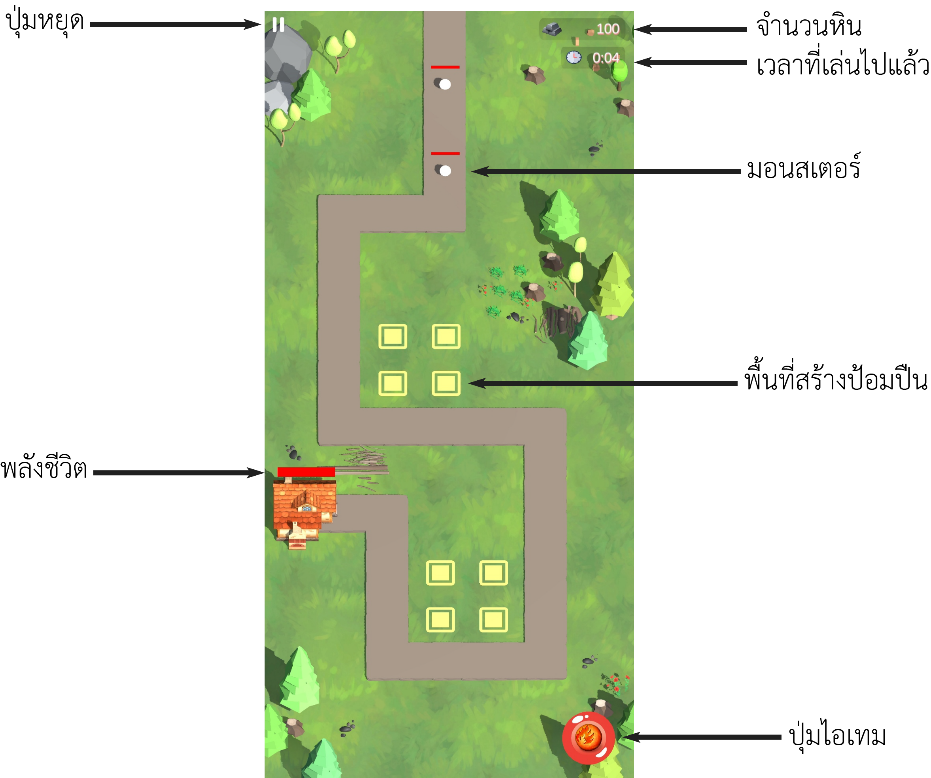 ปุ่มหยุด
จำนวนหิน
100
เวลาที่เล่นไปแล้ว
0:04
มอนสเตอร์
พื้นที่สร้างป้อมปืน
พลังชีวิต
ปุ่มไอเทม